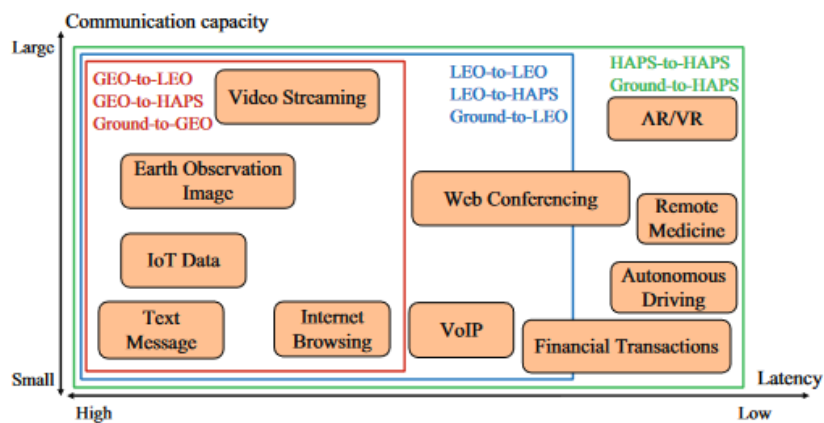 Communication capacity
Large
GEO-to-LEO
GEO-to-HAPS
Ground-to-GEO
Video Streaming
LEO-to-LEO
LEO-to-HAPS
Ground-to-LEO
HAPS-to-HAPS
Ground-to-HAPS
AR/VR
Earth Observation
Image
Web Conferencing
Remote
Medicine
IoT Data
Autonomous
Driving
Text
Message
Internet
Browsing
VoIP
Financial Transactions
Small
Latency
High
Low